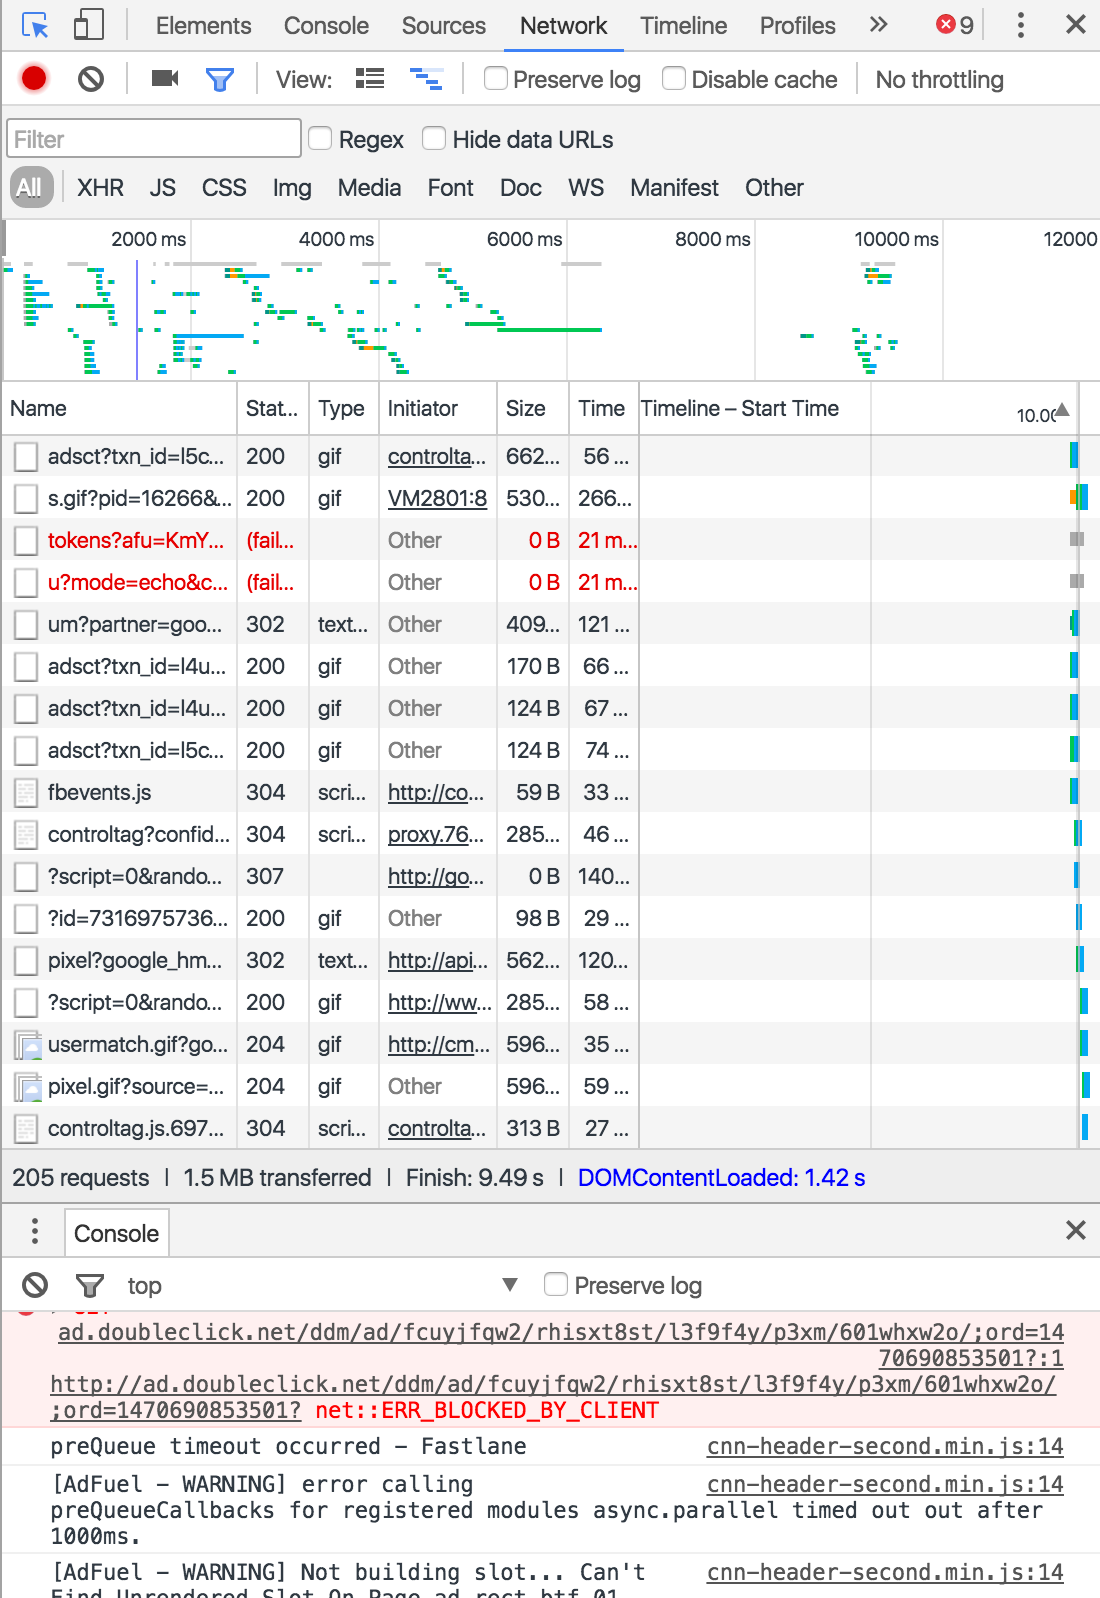 Elements Console Sources Network Timeline Profiles » 9
View: Preserve log Disable cache No throttling
Filter Regex Hide data URLs
All XHR JS CSS Img Media Font Doc WS Manifest Other
2000 ms 4000 ms 6000 ms 8000 ms 10000 ms 12000
Name Stat... Type Initiator Size Time Timeline – Start Time 10.00
adsct?txn_id=l5c... 200 gif controlta... 662... 56 ...
s.gif?pid=16266&... 200 gif VM2801:8 530... 266...
tokens?afu=KmY... (fail... Other 0 B 21 m...
u?mode=echo&c... (fail... Other 0 B 21 m...
um?partner=goo... 302 text... Other 409... 121 ...
adsct?txn_id=l4u... 200 gif Other 170 B 66 ...
adsct?txn_id=l4u... 200 gif Other 124 B 67 ...
adsct?txn_id=l5c... 200 gif Other 124 B 74 ...
fbevents.js 304 scri... http://co... 59 B 33 ...
controltag?confid... 304 scri... proxy.76... 285... 46 ...
?script=0&rando... 307 http://go... 0 B 140...
?id=7316975736... 200 gif Other 98 B 29 ...
pixel?google_hm... 302 text... http://api... 562... 120...
?script=0&rando... 200 gif http://ww... 285... 58 ...
usermatch.gif?go... 204 gif http://cm... 596... 35 ...
pixel.gif?source=... 204 gif Other 596... 59 ...
controltag.js.697... 304 scri... controlta... 313 B 27 ...
205 requests | 1.5 MB transferred | Finish: 9.49 s | DOMContentLoaded: 1.42 s
Console
top Preserve log
GET
ad.doubleclick.net/ddm/ad/fcuyjfqw2/rhisxt8st/l3f9f4y/p3xm/601whxw2o/;ord=14
70690853501?:1
http://ad.doubleclick.net/ddm/ad/fcuyjfqw2/rhisxt8st/l3f9f4y/p3xm/601whxw2o/
;ord=1470690853501? net::ERR_BLOCKED_BY_CLIENT
preQueue timeout occurred – Fastlane cnn-header-second.min.js:14
[AdFuel – WARNING] error calling cnn-header-second.min.js:14
preQueueCallbacks for registered modules async.parallel timed out out after
1000ms.
[AdFuel – WARNING] Not building slot... Can't cnn-header-second.min.js:14
Find Unrendered Slot On Page ad_rect_btf_01